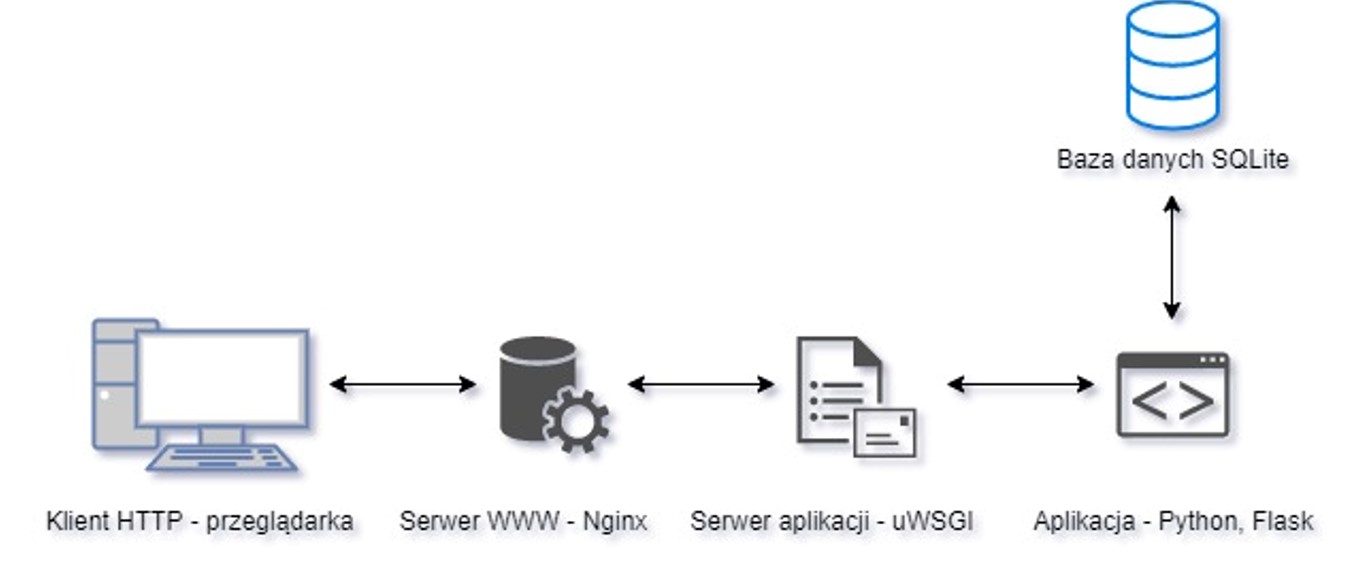 Baza danych SQLite
Klient HTTP - przeglądarka
Serwer WWW - Nginx
Serwer aplikacji - uWSGI
Aplikacja - Python, Flask